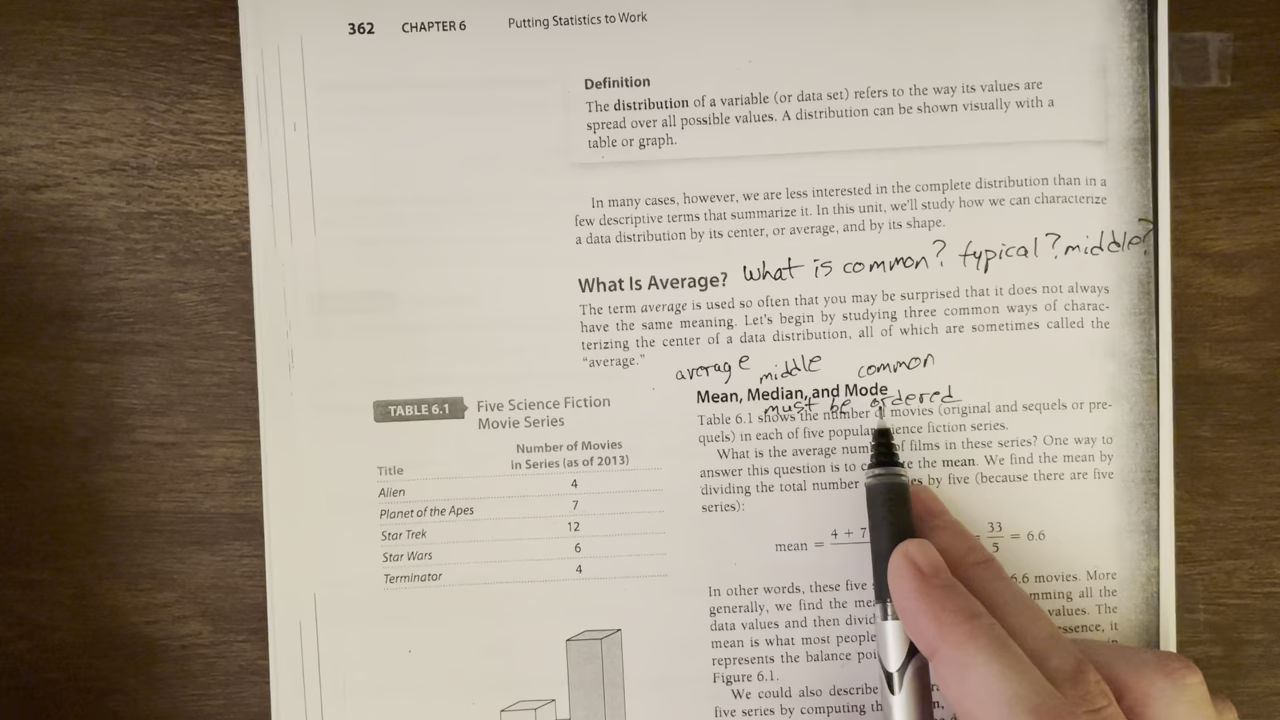 362 CHAPTER 6 Putting Statistics to Work
Definition
The distribution of a variable (or data set) refers to the way its values are
spread over all possible values. A distribution can be shown visually with a
table or graph.
In many cases, however, we are less interested in the complete distribution than in a
few descriptive terms that summarize it. In this unit, we'll study how we can characterize
a data distribution by its center, or average, and by its shape.
What Is Average? what is common? typical? middle?
The term average is used so often that you may be surprised that it does not always
have the same meaning. Let's begin by studying three common ways of charac-
terizing the center of a data distribution, all of which are sometimes called the
"average."
average middle common
Mean, Median, and Mode
must be ordered
Table 6.1 shows the number of movies (original and sequels or pre-
quels) in each of five popular science fiction series.
What is the average of films in these series? One way to
answer this question is to the mean. We find the mean by
dividing the total number by five (because there are five
series):
mean = 4 + 7 = 33/5 = 6.6
In other words, these five 6.6 movies. More
generally, we find the summing all the
data values and then values. The
mean is what most people essence, it
represents the balance
Figure 6.1.
We could also describe
five series by computing
TABLE 6.1 Five Science Fiction
Movie Series
Number of Movies
Title in Series (as of 2013)
Alien 4
Planet of the Apes 7
Star Trek 12
Star Wars 6
Terminator 4